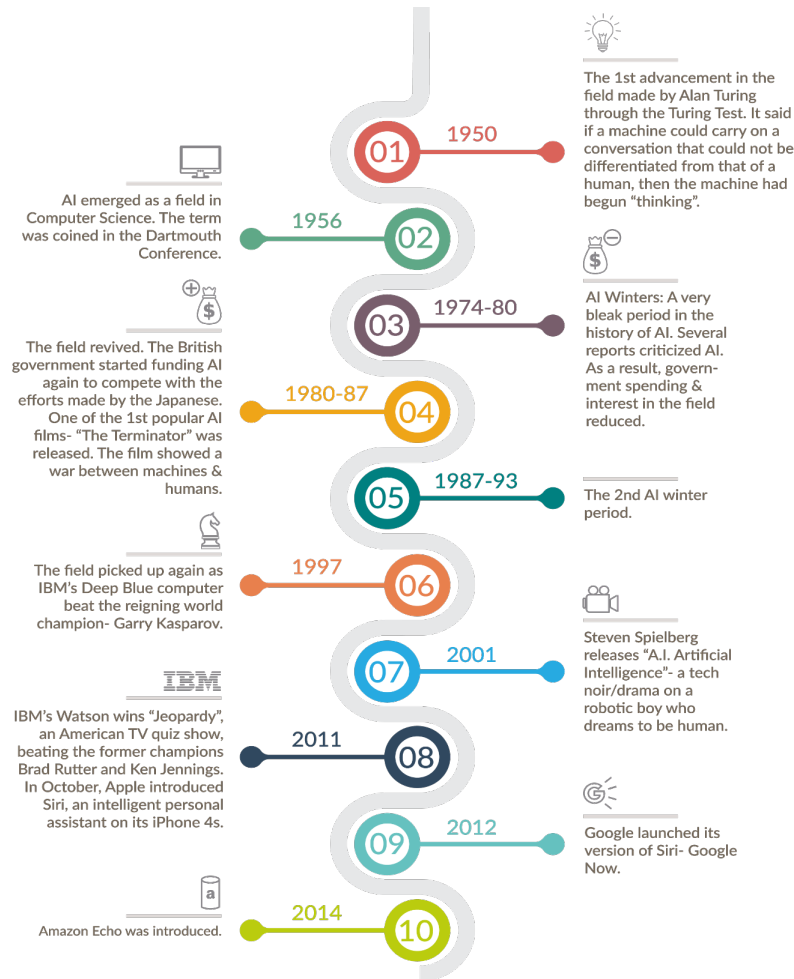 The 1st advancement in the
field made by Alan Turing
through the Turing Test. It said
if a machine could carry on a
conversation that could not be
differentiated from that of a
human, then the machine had
begun “thinking”.
01
1950
AI emerged as a field in
Computer Science. The term
was coined in the Dartmouth
Conference.
1956
02
$
AI Winters: A very
bleak period in the
history of AI. Several
reports criticized AI.
As a result, govern-
ment spending &
interest in the field
reduced.
03
1974-80
$
The field revived. The British
government started funding AI
again to compete with the
efforts made by the Japanese.
One of the 1st popular AI
films- “The Terminator” was
released. The film showed a
war between machines &
humans.
1980-87
04
05
1987-93
The 2nd AI winter
period.
The field picked up again as
IBM’s Deep Blue computer
beat the reigning world
champion- Garry Kasparov.
1997
06
07
2001
Steven Spielberg
releases “A.I. Artificial
Intelligence”- a tech
noir/drama on a
robotic boy who
dreams to be human.
IBM
IBM’s Watson wins “Jeopardy”,
an American TV quiz show,
beating the former champions
Brad Rutter and Ken Jennings.
In October, Apple introduced
Siri, an intelligent personal
assistant on its iPhone 4s.
2011
08
09
2012
G
Google launched its
version of Siri- Google
Now.
a
Amazon Echo was introduced.
2014
10